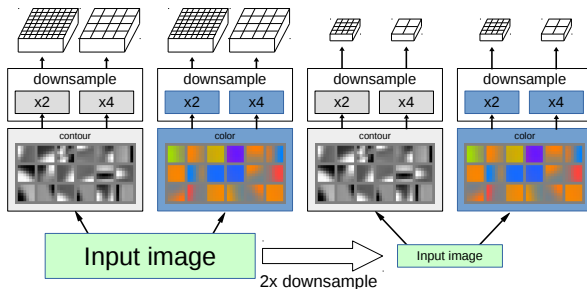 downsample downsample downsample downsample
x2 x4 x2 x4 x2 x4 x2 x4
contour color contour color
Input image
Input image
2x downsample